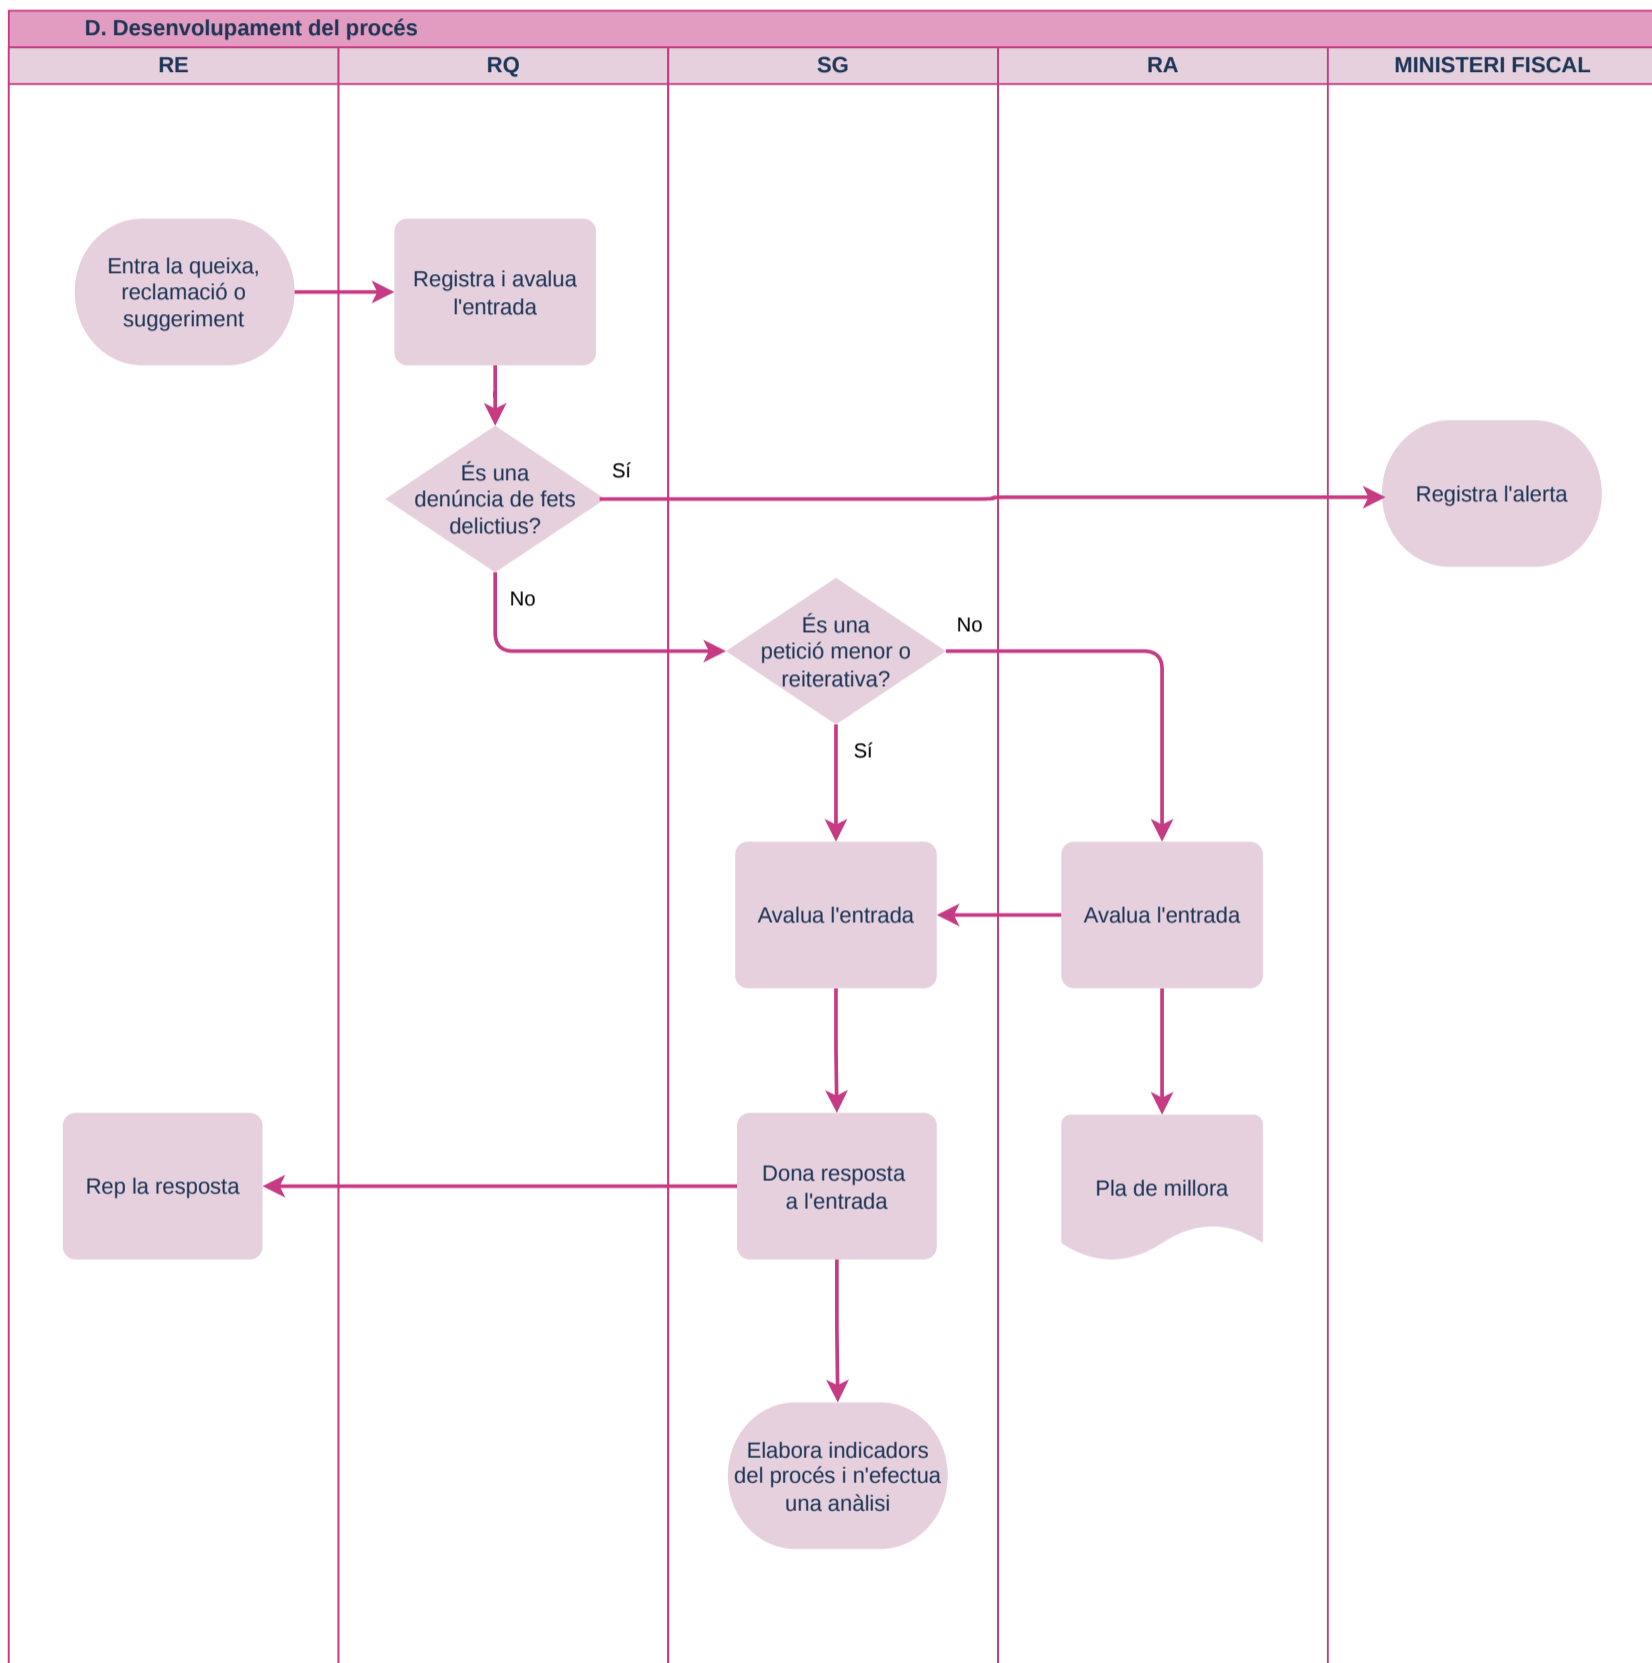 D. Desenvolupament del procés
RE
RQ
SG
RA
MINISTERI FISCAL
Entra la queixa,
reclamació o
suggeriment
Registra i avalua
l'entrada
És una
denúncia de fets
delictius?
Sí
Registra l'alerta
No
És una
petició menor o
reiterativa?
No
Sí
Avalua l'entrada
Avalua l'entrada
Rep la resposta
Dona resposta
a l'entrada
Pla de millora
Elabora indicadors
del procés i n'efectua
una anàlisi